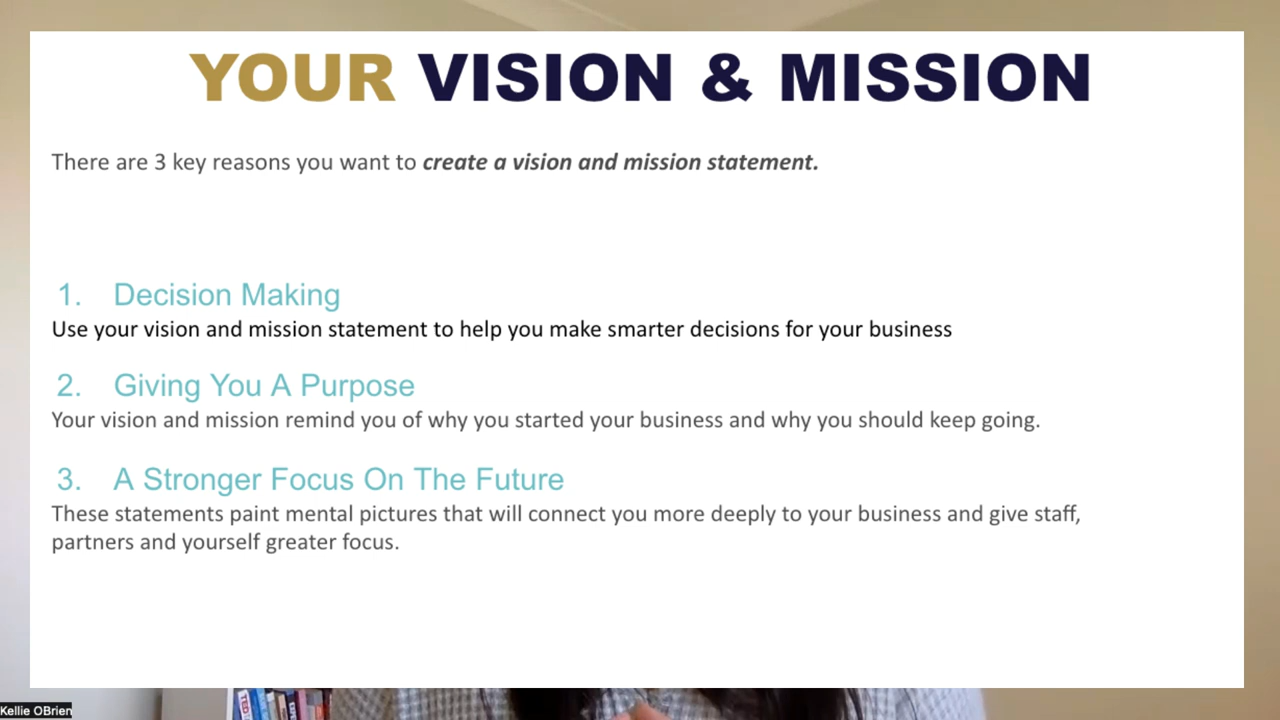 YOUR VISION & MISSION
There are 3 key reasons you want to create a vision and mission statement.
1. Decision Making
Use your vision and mission statement to help you make smarter decisions for your business
2. Giving You A Purpose
Your vision and mission remind you of why you started your business and why you should keep going.
3. A Stronger Focus On The Future
These statements paint mental pictures that will connect you more deeply to your business and give staff,
partners and yourself greater focus.
TED
Kellie OBrien